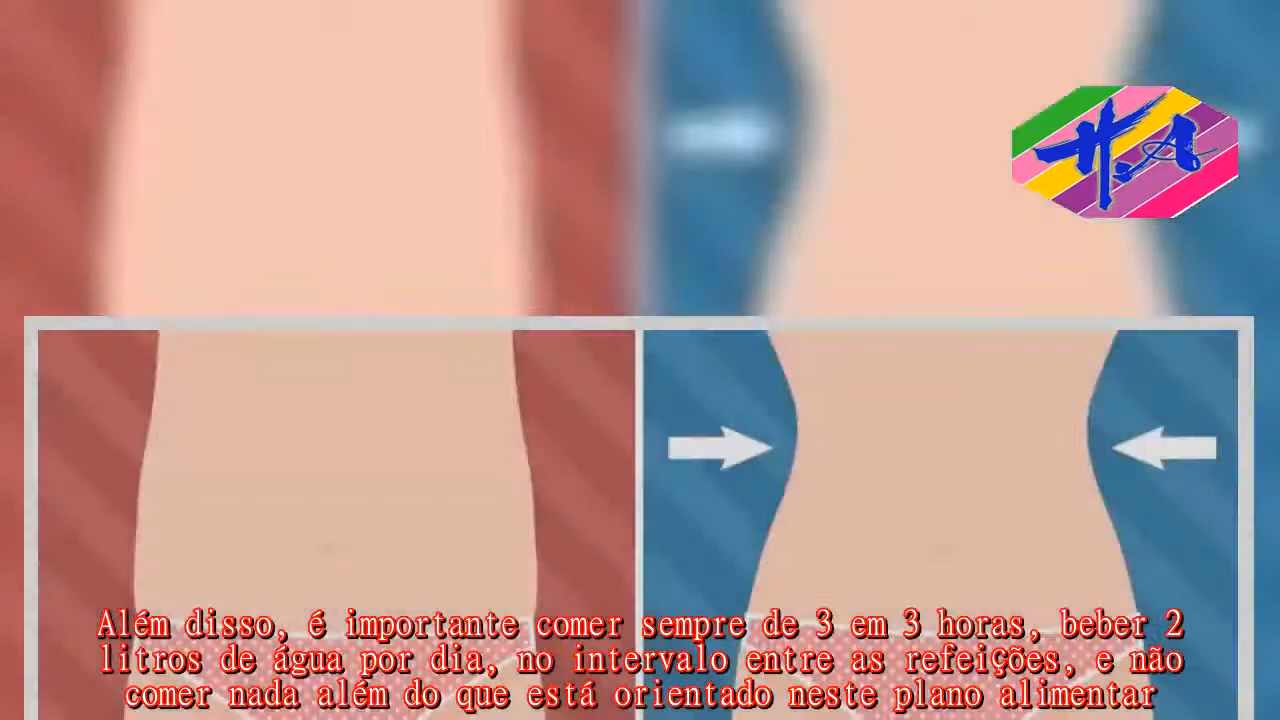 H.A
Além disso, é importante comer sempre de 3 em 3 horas, beber 2
litros de água por dia, no intervalo entre as refeições, e não
comer nada além do que está orientado neste plano alimentar